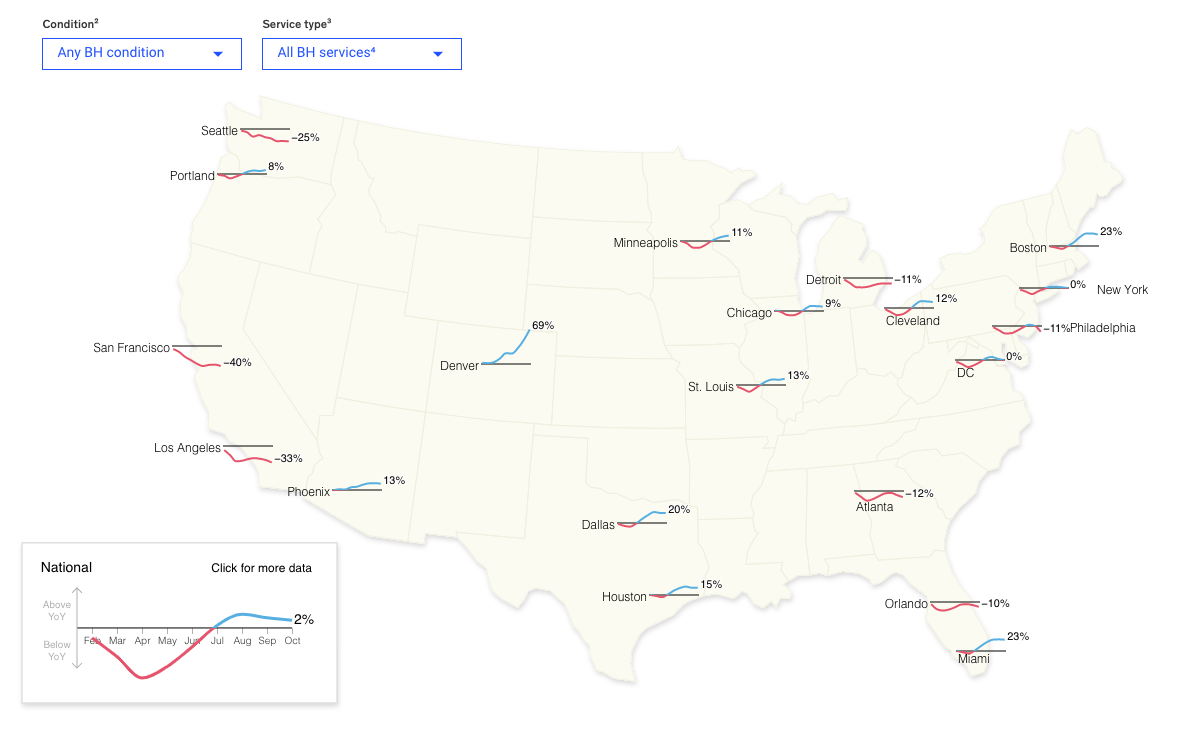 Condition²
Service type³
Any BH condition
All BH services⁴
Seattle
−25%
Portland
8%
Minneapolis
11%
Boston
23%
Detroit
−11%
New York
0%
Chicago
9%
Cleveland
12%
Philadelphia
−11%
San Francisco
−40%
Denver
69%
DC
0%
St. Louis
13%
Los Angeles
−33%
Phoenix
13%
Atlanta
−12%
Dallas
20%
Houston
15%
Orlando
−10%
Miami
23%
National
Click for more data
Above
YoY
Below
YoY
2%
Feb Mar Apr May Jun Jul Aug Sep Oct